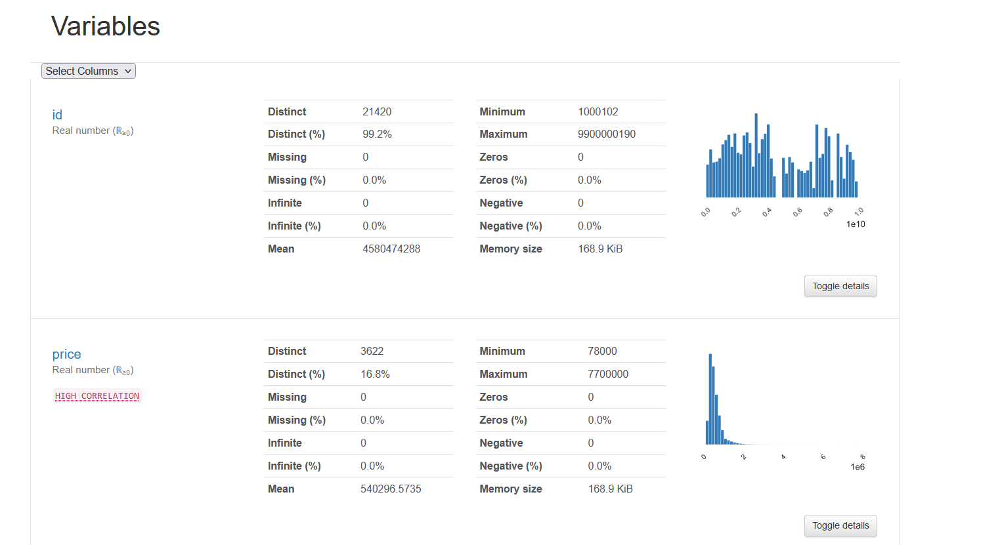 Variables
Select Columns
id
Real number (ℝ≥0)
Distinct 21420
Distinct (%) 99.2%
Missing 0
Missing (%) 0.0%
Infinite 0
Infinite (%) 0.0%
Mean 4580474288
Minimum 1000102
Maximum 9900000190
Zeros 0
Zeros (%) 0.0%
Negative 0
Negative (%) 0.0%
Memory size 168.9 KiB
0.0 0.2 0.4 0.6 0.8 1.0
1e10
Toggle details
price
Real number (ℝ≥0)
HIGH CORRELATION
Distinct 3622
Distinct (%) 16.8%
Missing 0
Missing (%) 0.0%
Infinite 0
Infinite (%) 0.0%
Mean 540296.5735
Minimum 78000
Maximum 7700000
Zeros 0
Zeros (%) 0.0%
Negative 0
Negative (%) 0.0%
Memory size 168.9 KiB
0 2 4 6 8
1e6
Toggle details